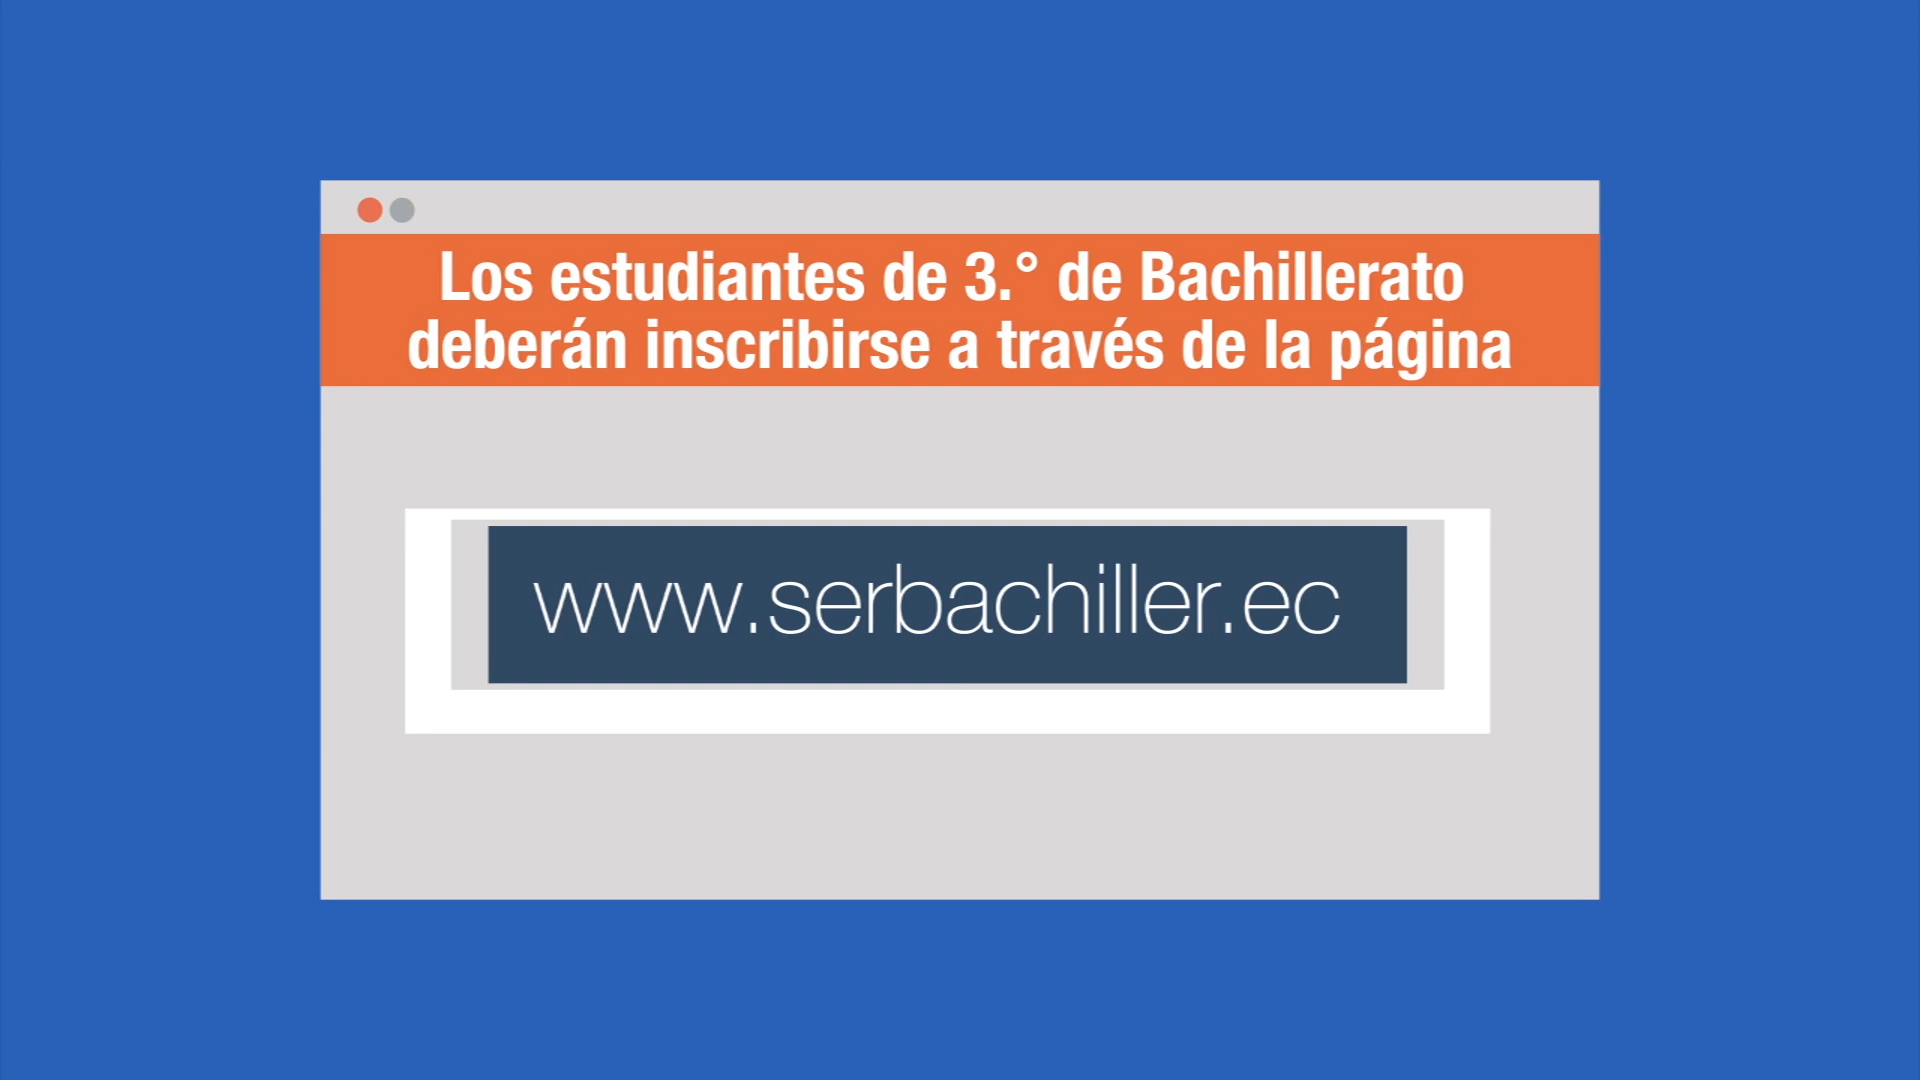 Los estudiantes de 3.° de Bachillerato
deberán inscribirse a través de la página
www.serbachiller.ec